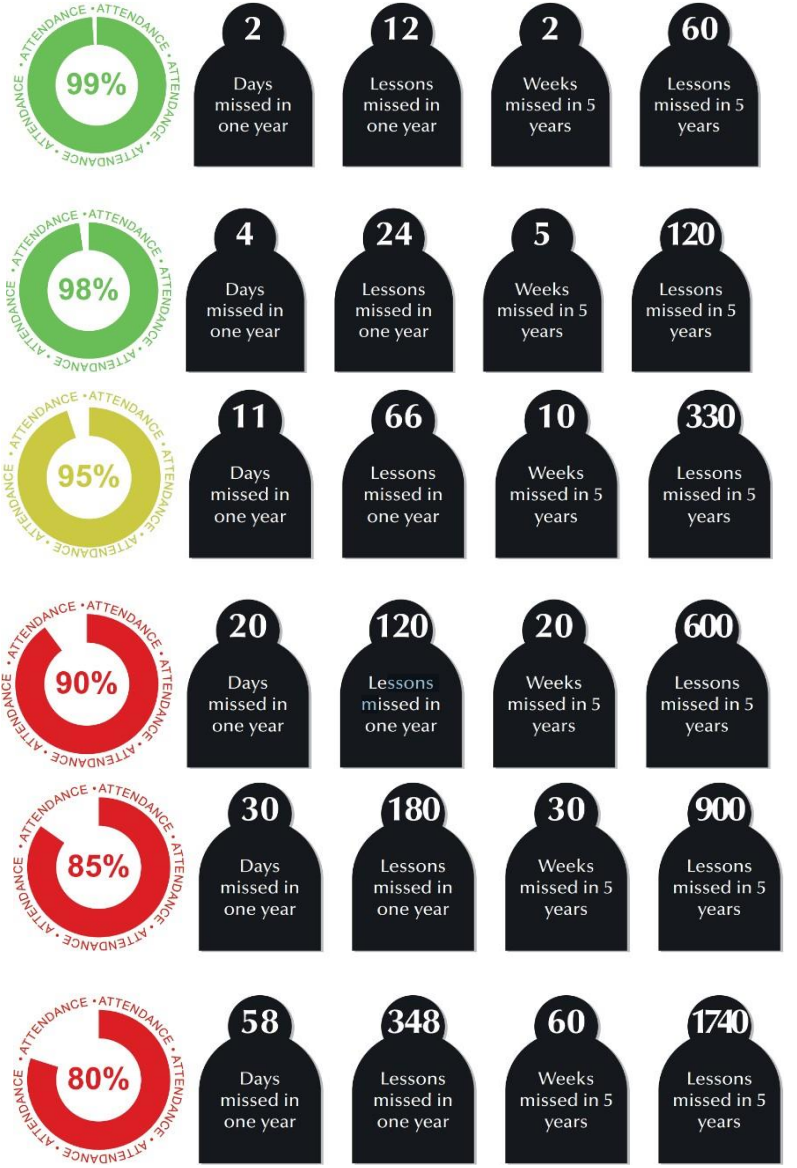 • ATTENDANCE • ATTENDANCE • ATTENDANCE • ATTENDANCE
99%
2
Days
missed in
one year
12
Lessons
missed in
one year
2
Weeks
missed in 5
years
60
Lessons
missed in 5
years
• ATTENDANCE • ATTENDANCE • ATTENDANCE • ATTENDANCE
98%
4
Days
missed in
one year
24
Lessons
missed in
one year
5
Weeks
missed in 5
years
120
Lessons
missed in 5
years
• ATTENDANCE • ATTENDANCE • ATTENDANCE • ATTENDANCE
95%
11
Days
missed in
one year
66
Lessons
missed in
one year
10
Weeks
missed in 5
years
330
Lessons
missed in 5
years
• ATTENDANCE • ATTENDANCE • ATTENDANCE • ATTENDANCE
90%
20
Days
missed in
one year
120
Lessons
missed in
one year
20
Weeks
missed in 5
years
600
Lessons
missed in 5
years
• ATTENDANCE • ATTENDANCE • ATTENDANCE • ATTENDANCE
85%
30
Days
missed in
one year
180
Lessons
missed in
one year
30
Weeks
missed in 5
years
900
Lessons
missed in 5
years
• ATTENDANCE • ATTENDANCE • ATTENDANCE • ATTENDANCE
80%
58
Days
missed in
one year
348
Lessons
missed in
one year
60
Weeks
missed in 5
years
1740
Lessons
missed in 5
years